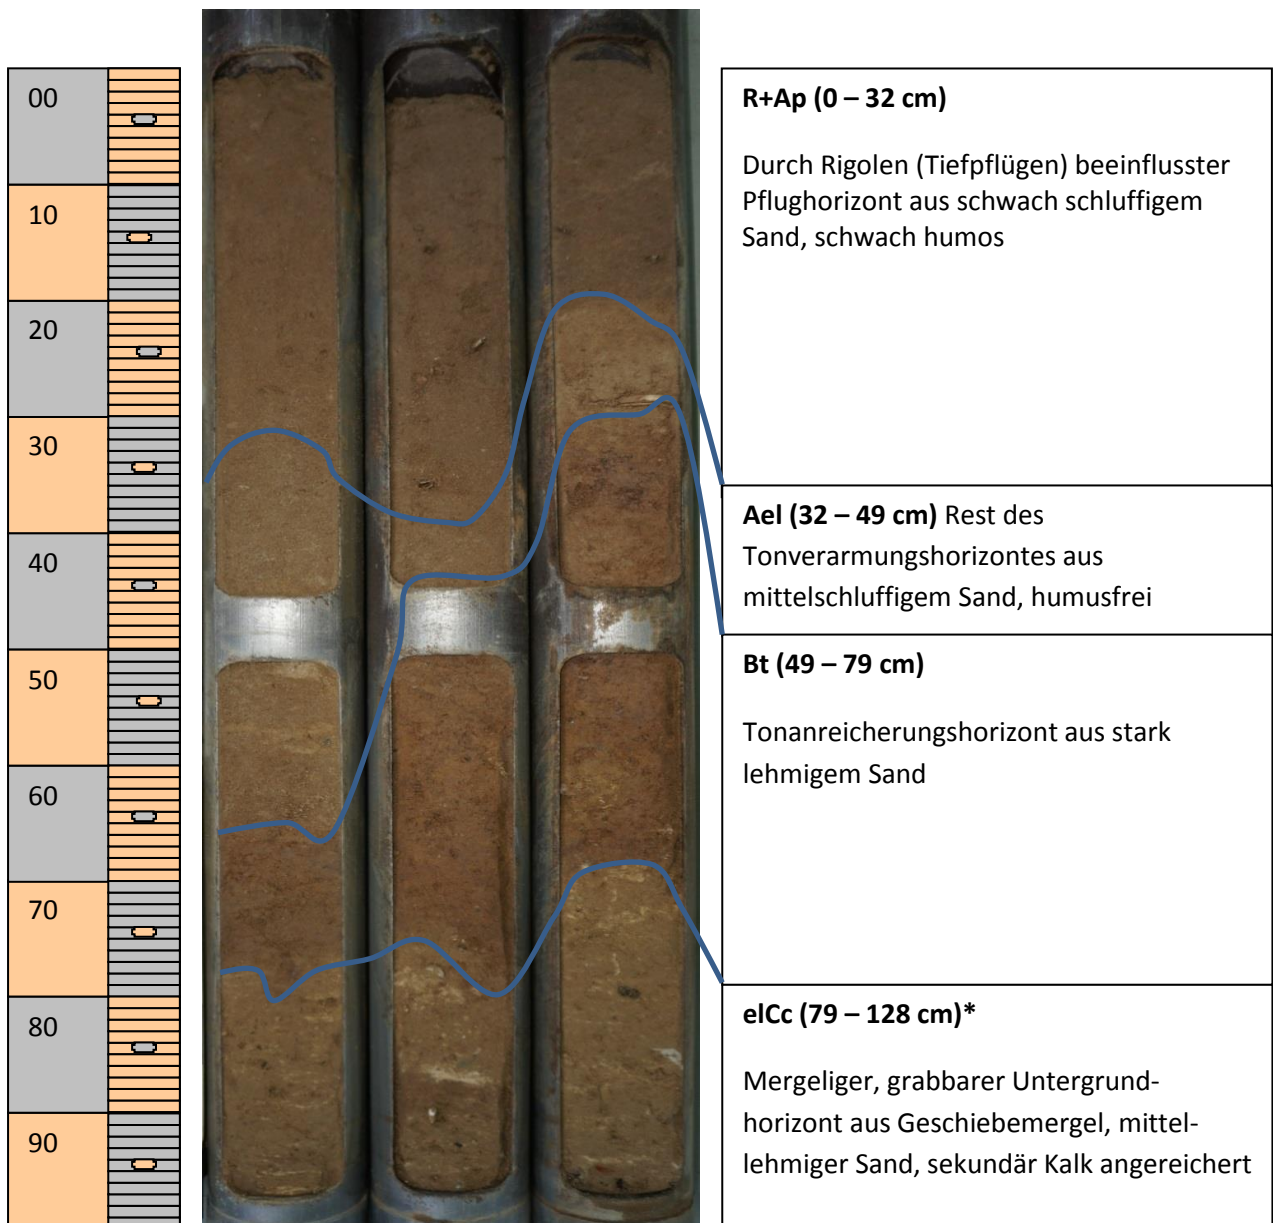 00
10
20
30
40
50
60
70
80
90
R+Ap (0 – 32 cm)
Durch Rigolen (Tiefpflügen) beeinflusster
Pflughorizont aus schwach schluffigem
Sand, schwach humos
Ael (32 – 49 cm) Rest des
Tonverarmungshorizontes aus
mittelschluffigem Sand, humusfrei
Bt (49 – 79 cm)
Tonanreicherungshorizont aus stark
lehmigem Sand
elCc (79 – 128 cm)*
Mergeliger, grabbarer Untergrund-
horizont aus Geschiebemergel, mittel-
lehmiger Sand, sekundär Kalk angereichert